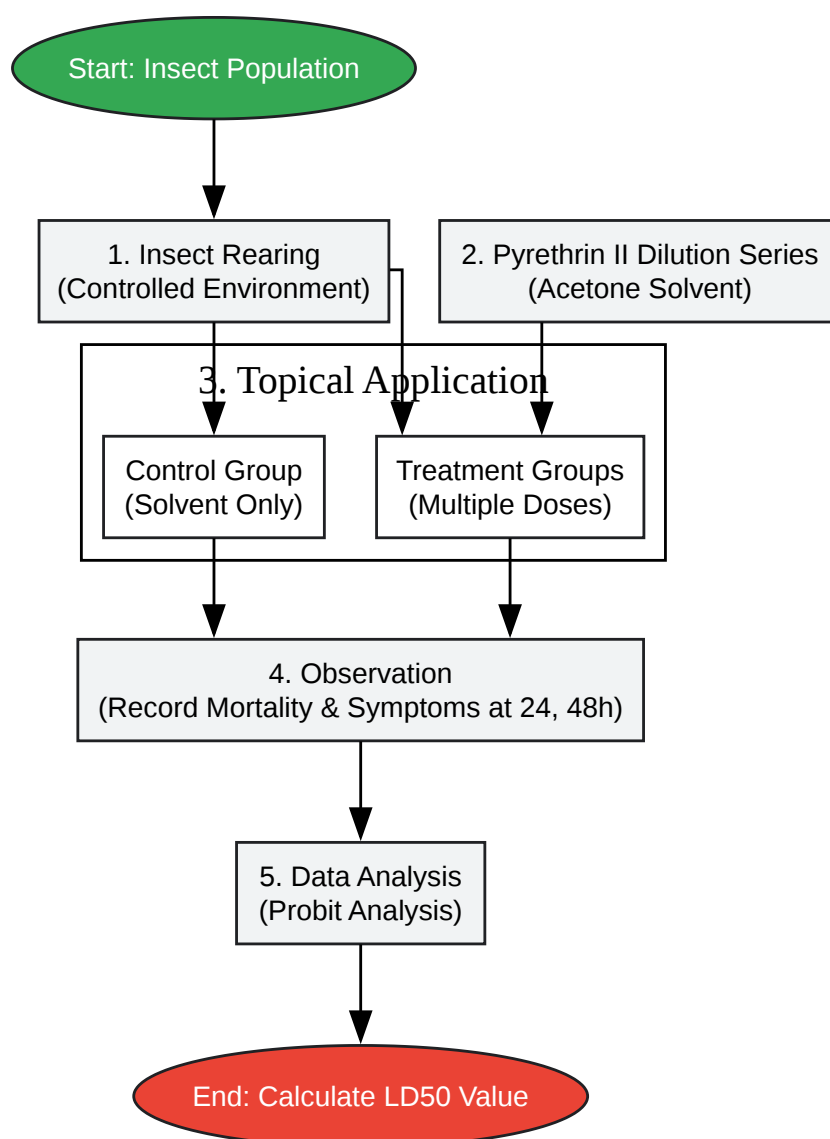 Start: Insect Population
1. Insect Rearing
(Controlled Environment)
2. Pyrethrin II Dilution Series
(Acetone Solvent)
3. Topical Application
Control Group
(Solvent Only)
Treatment Groups
(Multiple Doses)
4. Observation
(Record Mortality & Symptoms at 24, 48h)
5. Data Analysis
(Probit Analysis)
End: Calculate LD50 Value